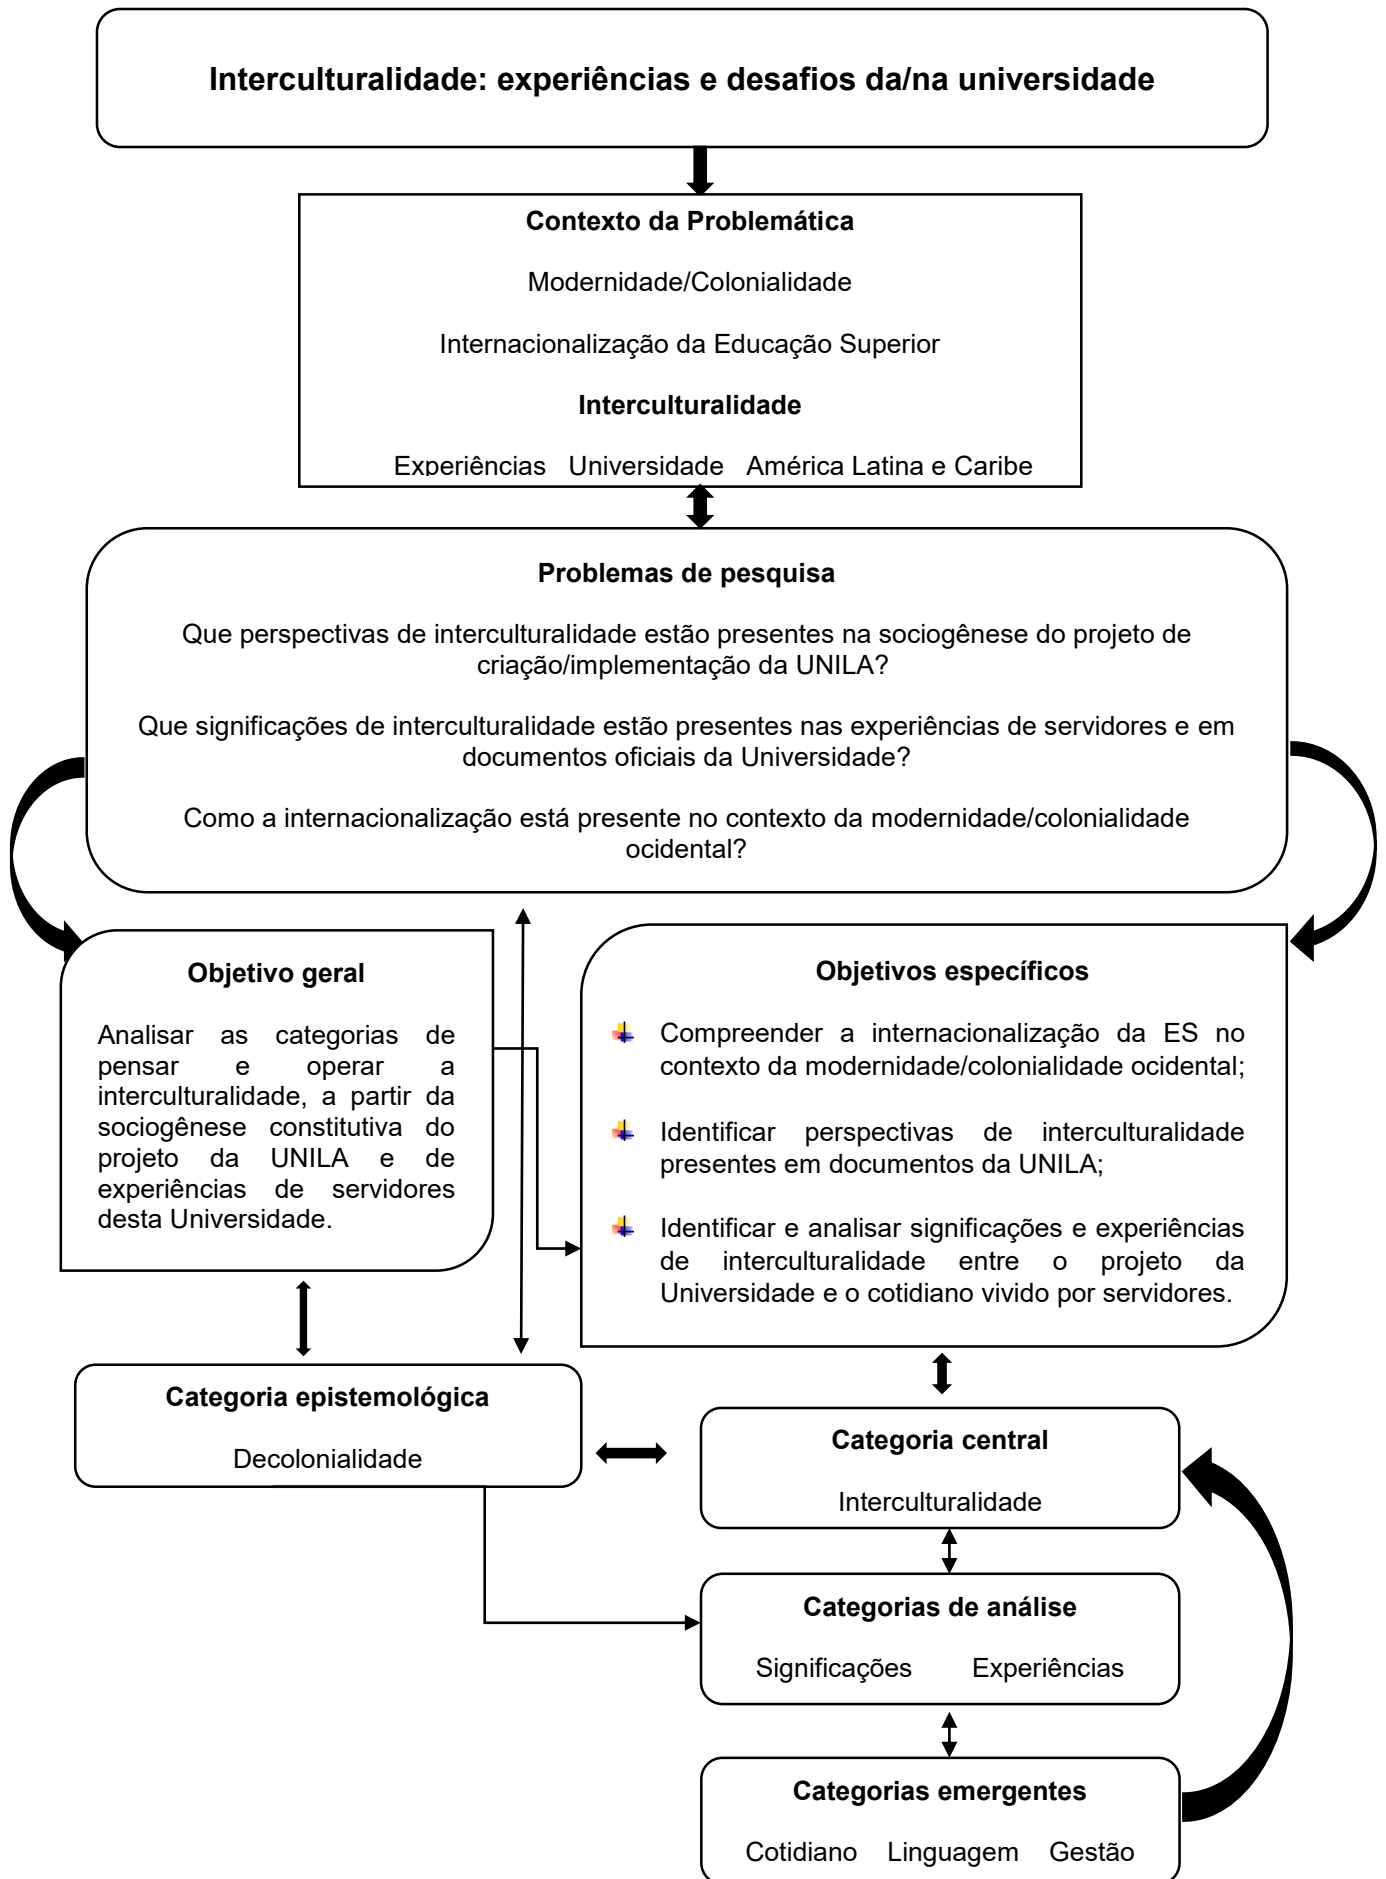 Interculturalidade: experiências e desafios da/na universidade
Contexto da Problemática
Modernidade/Colonialidade
Internacionalização da Educação Superior
Interculturalidade
Experiências Universidade América Latina e Caribe
Problemas de pesquisa
Que perspectivas de interculturalidade estão presentes na sociogênese do projeto de
criação/implementação da UNILA?
Que significações de interculturalidade estão presentes nas experiências de servidores e em
documentos oficiais da Universidade?
Como a internacionalização está presente no contexto da modernidade/colonialidade
ocidental?
Objetivo geral
Analisar as categorias de
pensar e operar a
interculturalidade, a partir da
sociogênese constitutiva do
projeto da UNILA e de
experiências de servidores
desta Universidade.
Objetivos específicos
Compreender a internacionalização da ES no
contexto da modernidade/colonialidade ocidental;
Identificar perspectivas de interculturalidade
presentes em documentos da UNILA;
Identificar e analisar significações e experiências
de interculturalidade entre o projeto da
Universidade e o cotidiano vivido por servidores.
Categoria epistemológica
Decolonialidade
Categoria central
Interculturalidade
Categorias de análise
Significações Experiências
Categorias emergentes
Cotidiano Linguagem Gestão